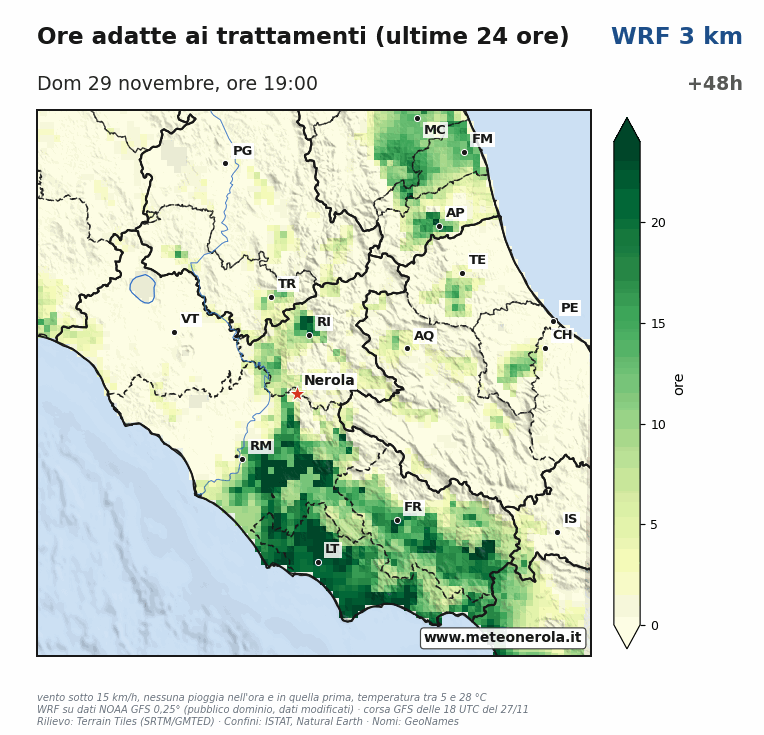 Ore adatte ai trattamenti (ultime 24 ore)
WRF 3 km
Dom 29 novembre, ore 19:00
+48h
MC
FM
PG
AP
TE
TR
PE
RI
VT
AQ
CH
Nerola
RM
FR
IS
LT
www.meteonerola.it
20
15
10
5
0
ore
vento sotto 15 km/h, nessuna pioggia nell'ora e in quella prima, temperatura tra 5 e 28 °C
WRF su dati NOAA GFS 0,25° (pubblico dominio, dati modificati) · corsa GFS delle 18 UTC del 27/11
Rilievo: Terrain Tiles (SRTM/GMTED) · Confini: ISTAT, Natural Earth · Nomi: GeoNames